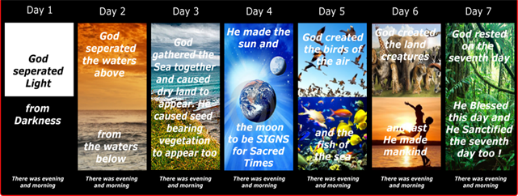 Day 1
God
seperated
Light
from
Darkness
There was evening
and morning
Day 2
God
seperated
the waters
above
from
the waters
below
There was evening
and morning
Day 3
God
gathered the
Sea together
and caused
dry land to
appear. He
caused seed
bearing
vegetation
to appear too
There was evening
and morning
Day 4
He made the
sun and
the moon
to be SIGNS
for Sacred
Times
There was evening
and morning
Day 5
God created
the birds of
the air
and the
fish of
the sea
There was evening
and morning
Day 6
God created
the land
creatures
and last
He made
mankind
There was evening
and morning
Day 7
God rested
on the
seventh day
He Blessed
this day and
He Sanctified
the seventh
day too !
There was evening
and morning